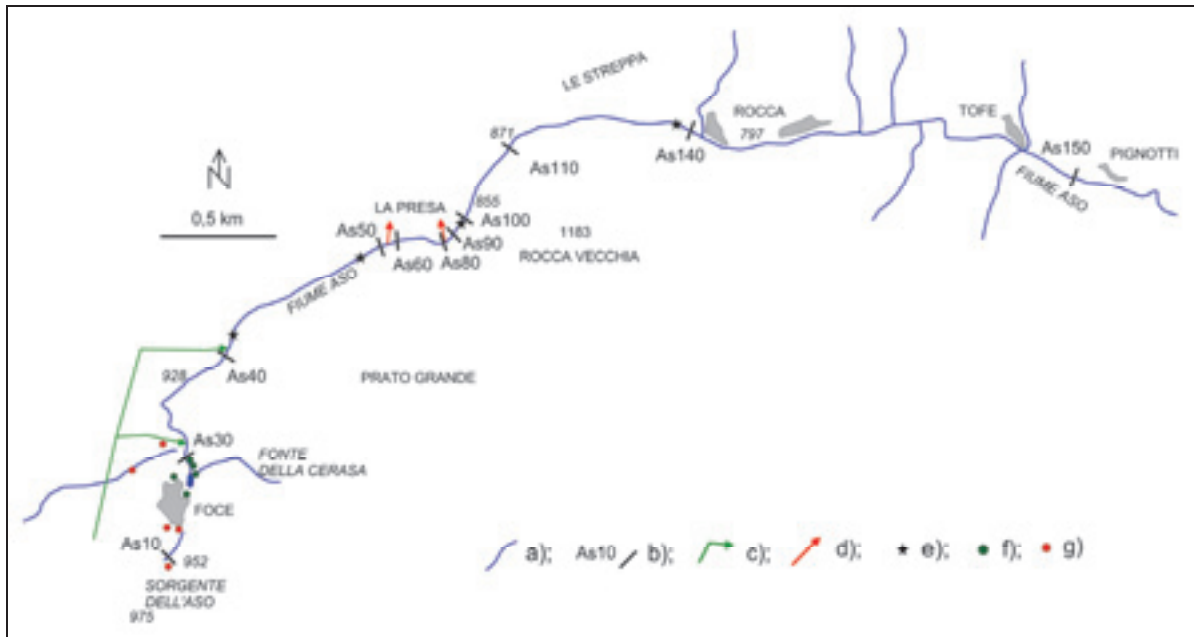 LE STREPPA
ROCCA
797
TOFE
As150
PIGNOTTI
FIUME ASO
871
As140
As110
N
0,5 km
LA PRESA
855
As100
As50
As90
As60
As80
1183
ROCCA VECCHIA
FIUME ASO
As40
928
PRATO GRANDE
As30
FONTE
DELLA CERASA
FOCE
As10
952
SORGENTE
DELL'ASO
975
a); As10 b); c); d); e); f); g)